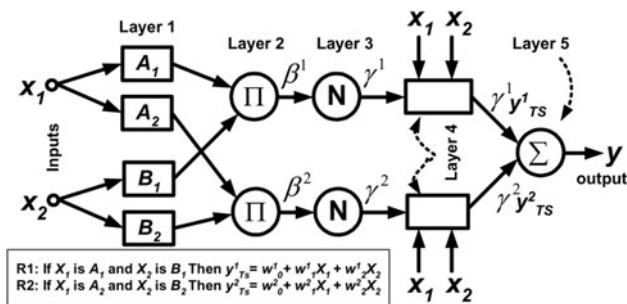 Layer 1
x₁ x₂
Layer 5
Layer 2 Layer 3
A₁
β¹ γ¹
x₁
Π N
γ¹y¹TS
A₂
Inputs
Layer 4
Σ y
output
B₁
β² γ²
γ²y²TS
x₂
Π N
B₂
x₁ x₂
R1: If X₁ is A₁ and X₂ is B₁ Then y¹Ts = w¹₀+ w¹₁X₁ + w¹₂X₂
R2: If X₁ is A₂ and X₂ is B₂ Then y²Ts = w²₀+ w²₁X₁ + w²₂X₂